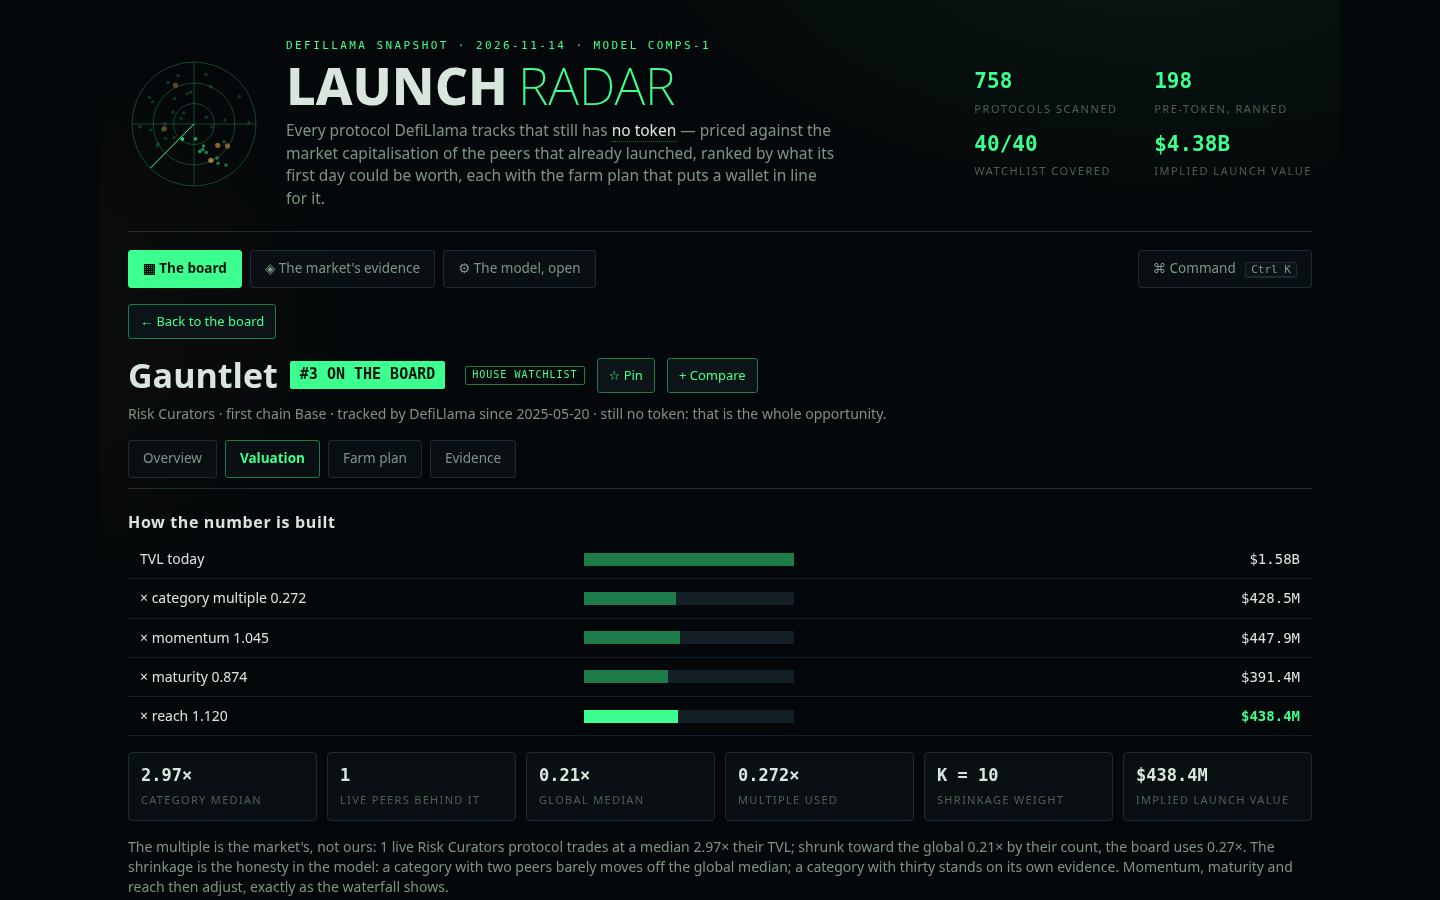 DEFILLAMA SNAPSHOT · 2026-11-14 · MODEL COMPS-1
LAUNCH RADAR
Every protocol DefiLlama tracks that still has no token — priced against the
market capitalisation of the peers that already launched, ranked by what its
first day could be worth, each with the farm plan that puts a wallet in line
for it.
758
PROTOCOLS SCANNED
198
PRE-TOKEN, RANKED
40/40
WATCHLIST COVERED
$4.38B
IMPLIED LAUNCH VALUE
▦ The board
◈ The market's evidence
⚙ The model, open
⌘ Command Ctrl K
← Back to the board
Gauntlet
#3 ON THE BOARD
HOUSE WATCHLIST
☆ Pin
+ Compare
Risk Curators · first chain Base · tracked by DefiLlama since 2025-05-20 · still no token: that is the whole opportunity.
Overview
Valuation
Farm plan
Evidence
How the number is built
TVL today $1.58B
× category multiple 0.272 $428.5M
× momentum 1.045 $447.9M
× maturity 0.874 $391.4M
× reach 1.120 $438.4M
2.97×
CATEGORY MEDIAN
1
LIVE PEERS BEHIND IT
0.21×
GLOBAL MEDIAN
0.272×
MULTIPLE USED
K = 10
SHRINKAGE WEIGHT
$438.4M
IMPLIED LAUNCH VALUE
The multiple is the market's, not ours: 1 live Risk Curators protocol trades at a median 2.97× their TVL; shrunk toward the global 0.21× by their count, the board uses 0.27×. The
shrinkage is the honesty in the model: a category with two peers barely moves off the global median; a category with thirty stands on its own evidence. Momentum, maturity and
reach then adjust, exactly as the waterfall shows.